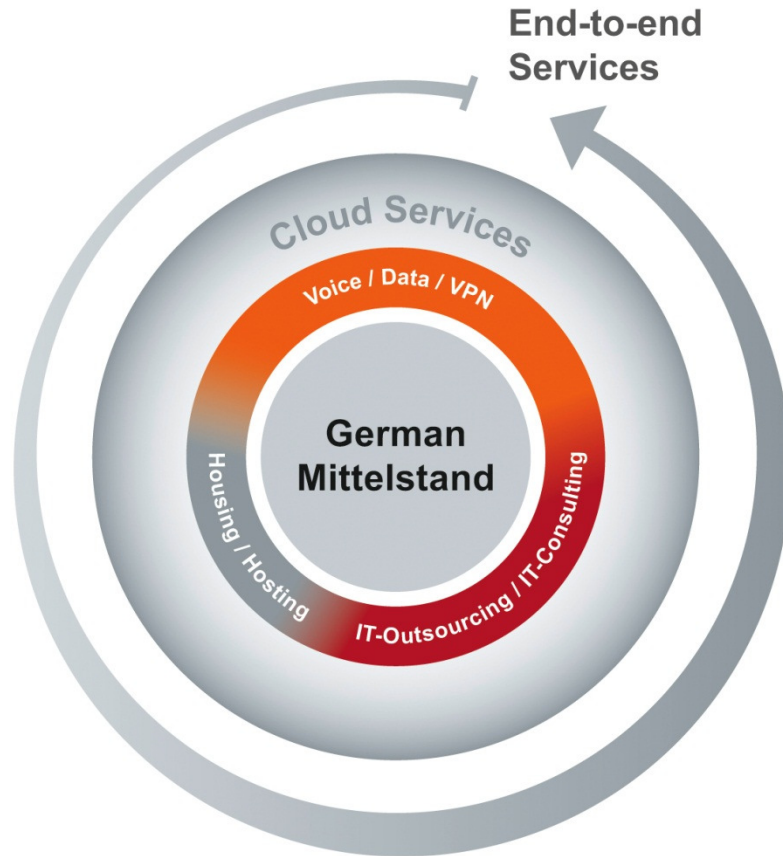 End-to-end
Services
Cloud Services
Voice / Data / VPN
German
Mittelstand
Housing / Hosting
IT-Outsourcing / IT-Consulting